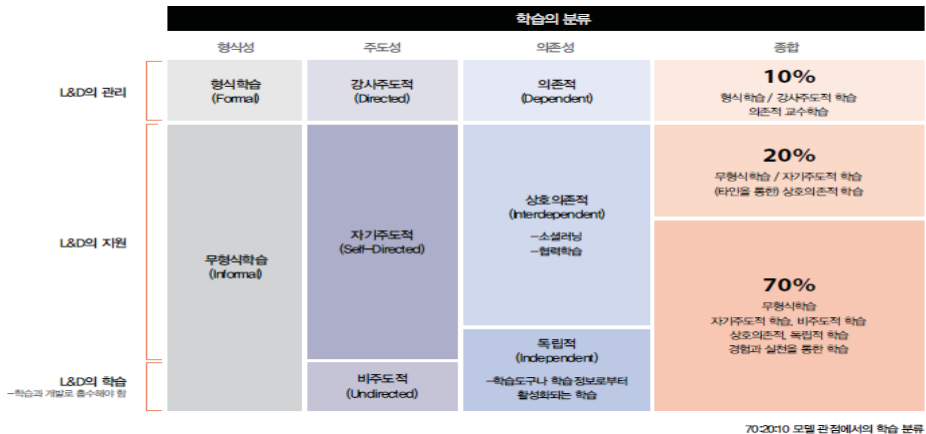 학습의 분류
형식성
주도성
의존성
종합
L&D의 관리
형식학습
(Formal)
강사주도적
(Directed)
의존적
(Dependent)
10%
형식학습 / 강사주도적 학습
의존적 교수학습
L&D의 지원
무형식학습
(Informal)
자기주도적
(Self-Directed)
상호의존적
(Interdependent)
-소셜러닝
-협력학습
20%
무형식학습 / 자기주도적 학습
(타인을 통한) 상호의존적 학습
70%
무형식학습
자기주도적 학습, 비주도적 학습
상호의존적, 독립적 학습
경험과 실천을 통한 학습
독립적
(Independent)
-학습도구나 학습정보로부터
활성화되는 학습
L&D의 학습
-학습과 개발로 흡수해야 함
비주도적
(Undirected)
70:20:10 모델 관점에서의 학습 분류